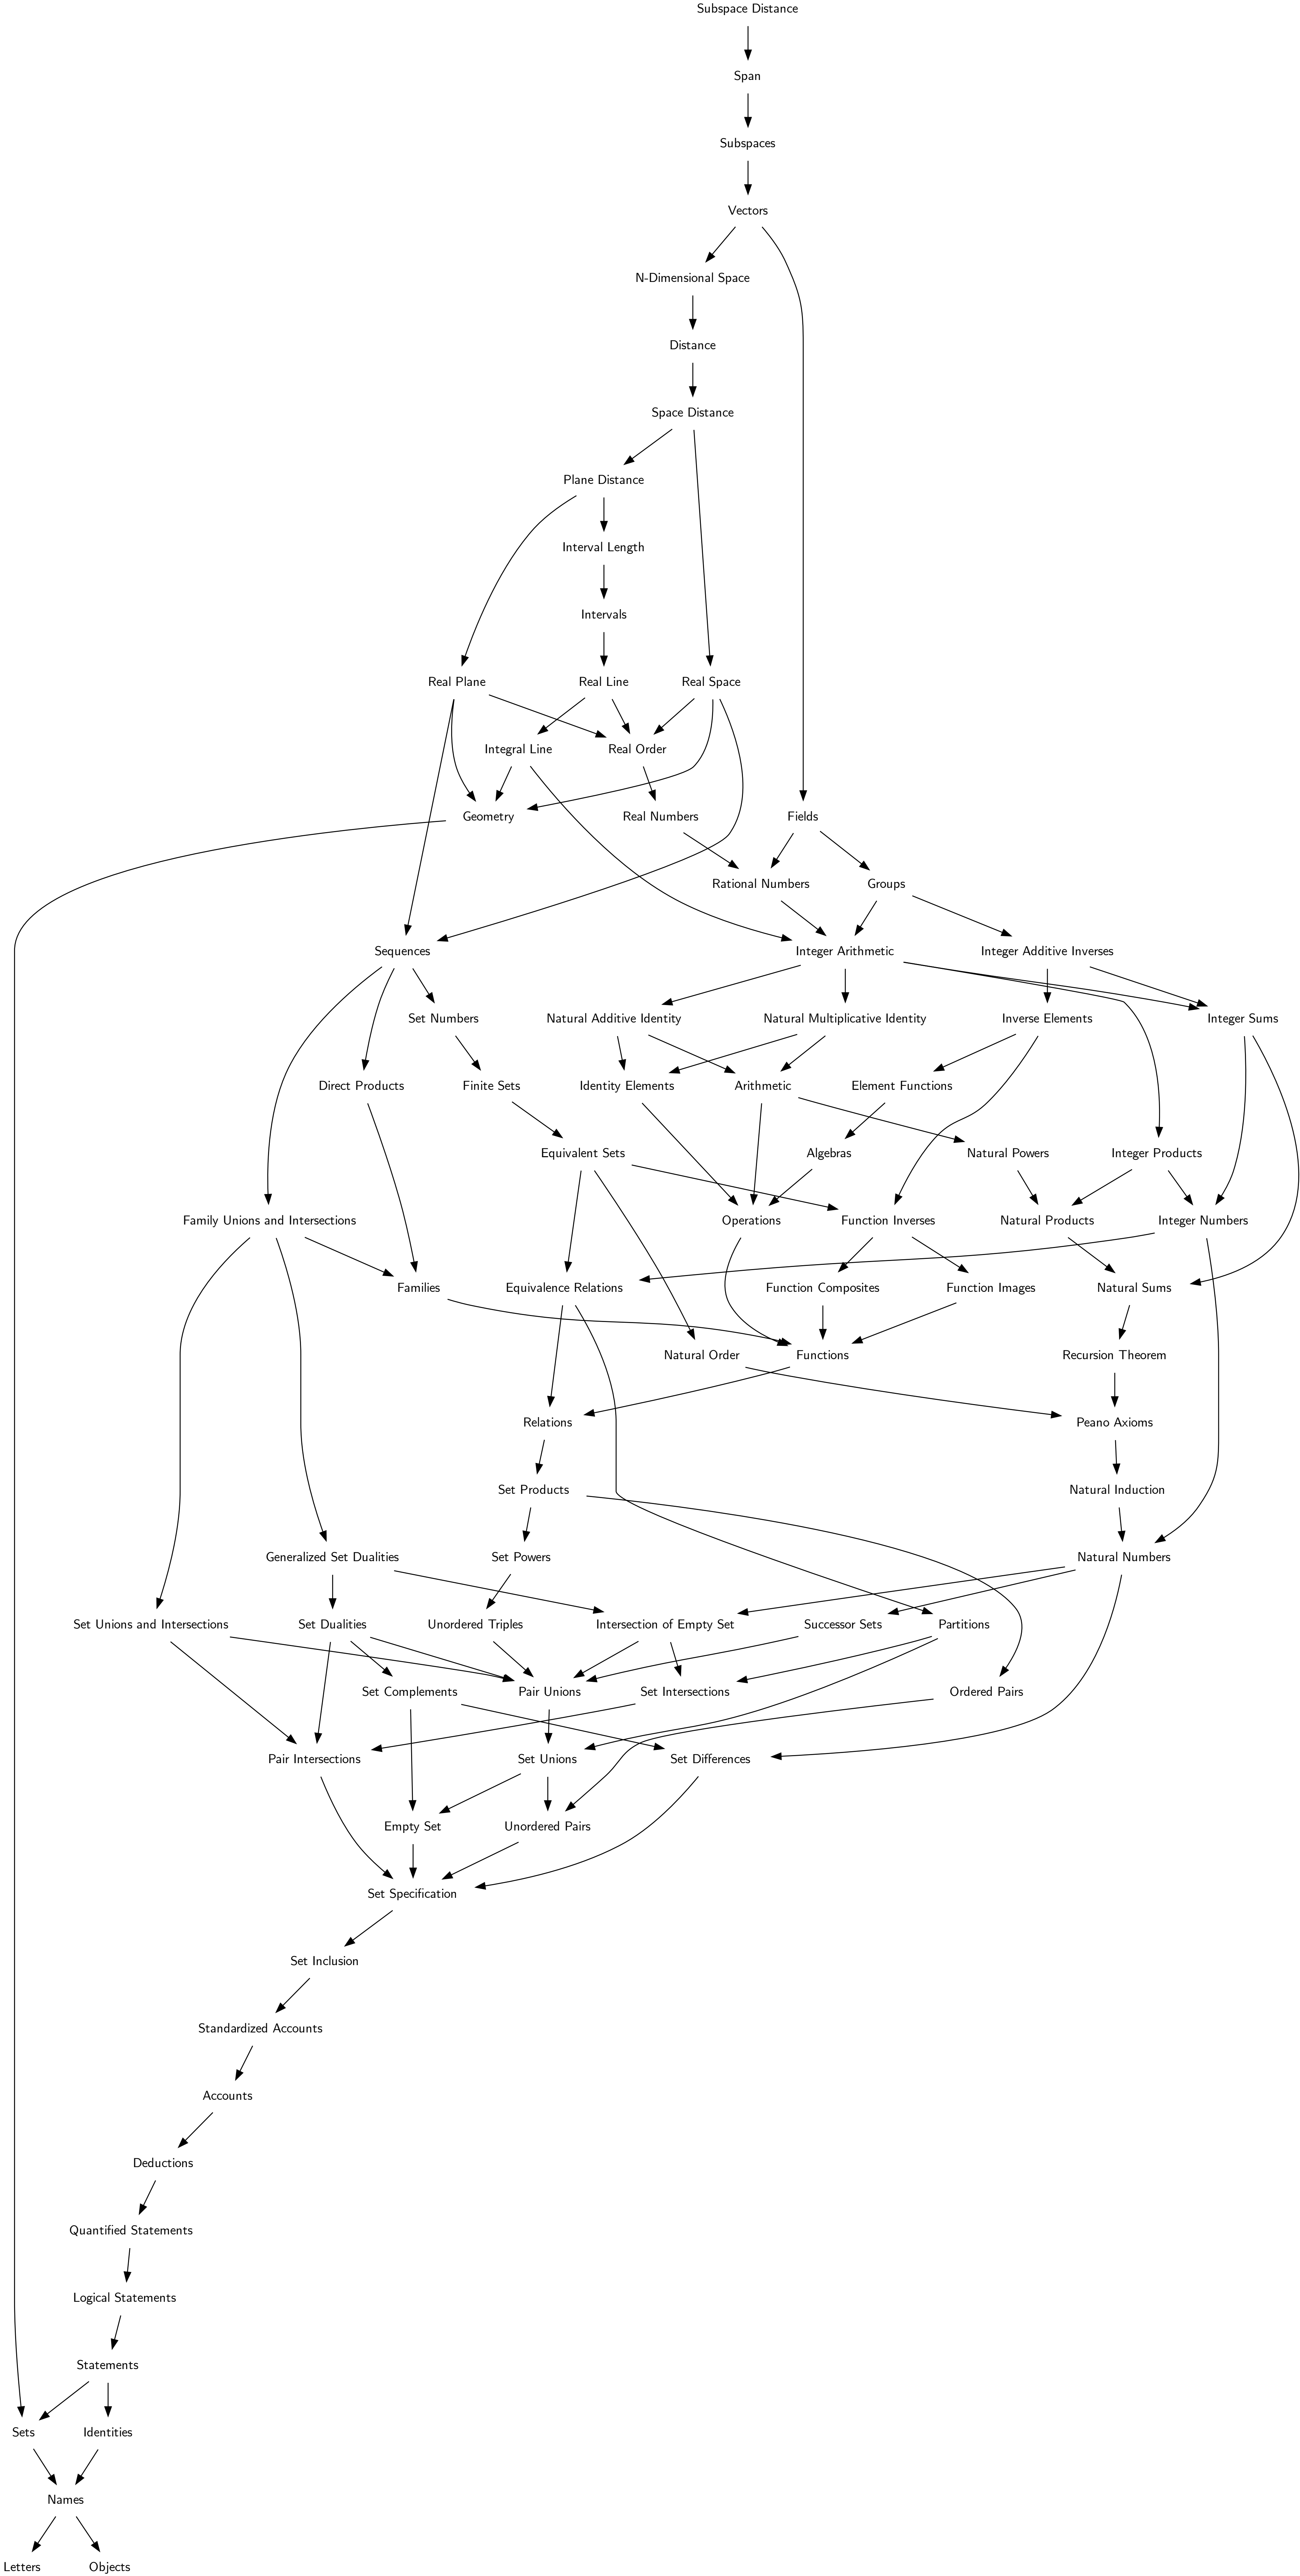 Subspace Distance
Span
Subspaces
Vectors
N-Dimensional Space
Distance
Space Distance
Plane Distance
Interval Length
Intervals
Real Plane
Real Line
Real Space
Integral Line
Real Order
Geometry
Real Numbers
Fields
Rational Numbers
Groups
Sequences
Integer Arithmetic
Integer Additive Inverses
Set Numbers
Natural Additive Identity
Natural Multiplicative Identity
Inverse Elements
Integer Sums
Direct Products
Finite Sets
Identity Elements
Arithmetic
Element Functions
Equivalent Sets
Algebras
Natural Powers
Integer Products
Family Unions and Intersections
Operations
Function Inverses
Natural Products
Integer Numbers
Families
Equivalence Relations
Function Composites
Function Images
Natural Sums
Natural Order
Functions
Recursion Theorem
Relations
Peano Axioms
Set Products
Natural Induction
Generalized Set Dualities
Set Powers
Natural Numbers
Set Unions and Intersections
Set Dualities
Unordered Triples
Intersection of Empty Set
Successor Sets
Partitions
Set Complements
Pair Unions
Set Intersections
Ordered Pairs
Pair Intersections
Set Unions
Set Differences
Empty Set
Unordered Pairs
Set Specification
Set Inclusion
Standardized Accounts
Accounts
Deductions
Quantified Statements
Logical Statements
Statements
Sets
Identities
Names
Letters
Objects